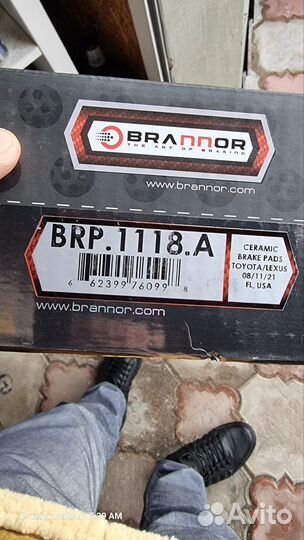 BRANNOR
THE ART OF BRAKING
www.brannor.com
BRP.1118.A
6 62399 76099 8
CERAMIC
BRAKE PADS
TOYOTA/LEXUS
08/11/21
FL, USA
www.brannor.com
Avito